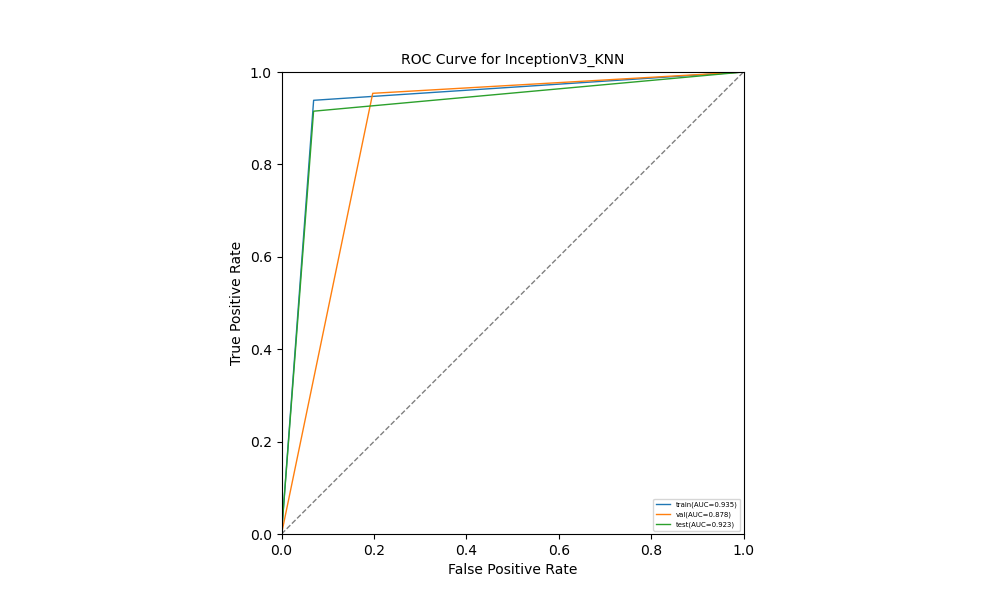 ROC Curve for InceptionV3_KNN
1.0
0.8
0.6
0.4
0.2
0.0
True Positive Rate
0.0 0.2 0.4 0.6 0.8 1.0
False Positive Rate
train(AUC=0.935)
val(AUC=0.878)
test(AUC=0.923)